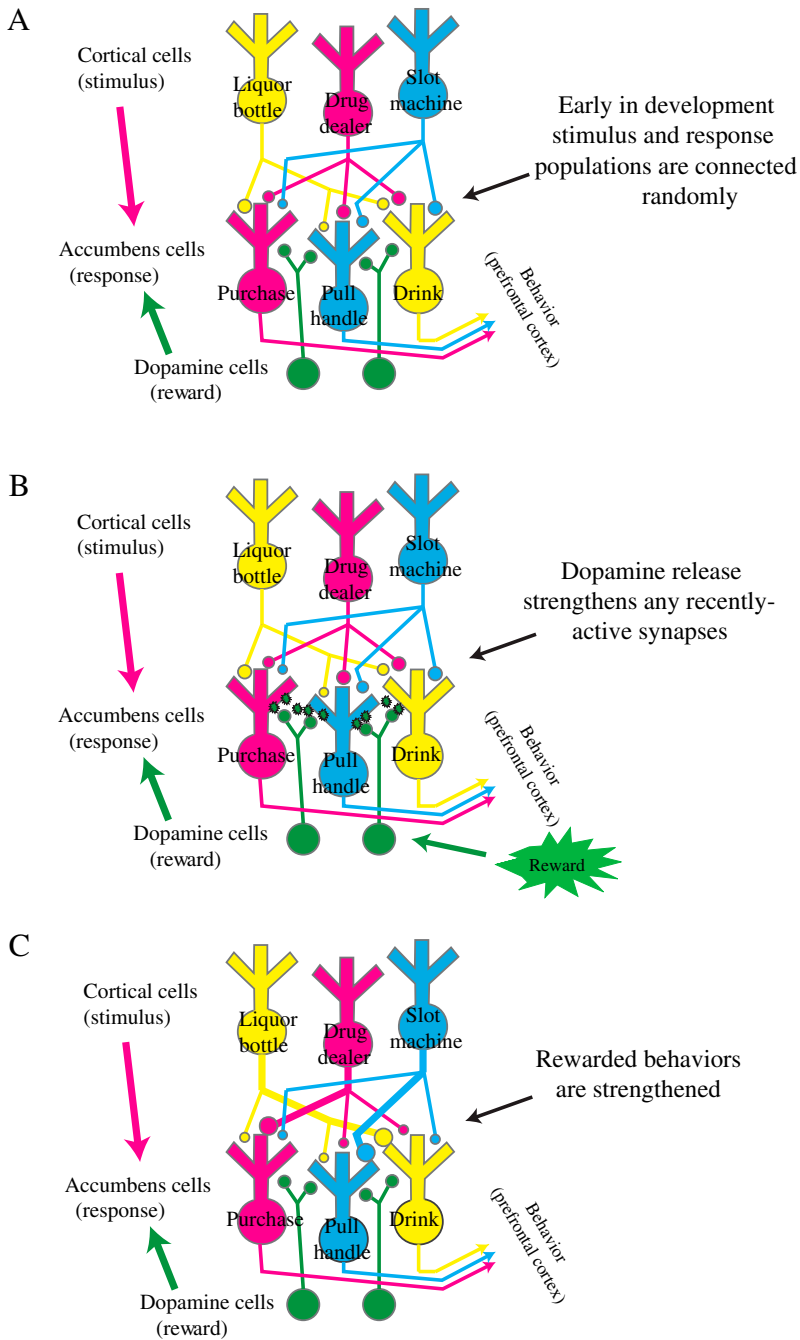 A
Cortical cells
(stimulus)
Liquor
bottle
Drug
dealer
Slot
machine
Early in development
stimulus and response
populations are connected
randomly
Accumbens cells
(response)
Purchase
Pull
handle
Drink
Behavior
(prefrontal cortex)
Dopamine cells
(reward)
B
Cortical cells
(stimulus)
Liquor
bottle
Drug
dealer
Slot
machine
Dopamine release
strengthens any recently-
active synapses
Accumbens cells
(response)
Purchase
Pull
handle
Drink
Behavior
(prefrontal cortex)
Dopamine cells
(reward)
Reward
C
Cortical cells
(stimulus)
Liquor
bottle
Drug
dealer
Slot
machine
Rewarded behaviors
are strengthened
Accumbens cells
(response)
Purchase
Pull
handle
Drink
Behavior
(prefrontal cortex)
Dopamine cells
(reward)